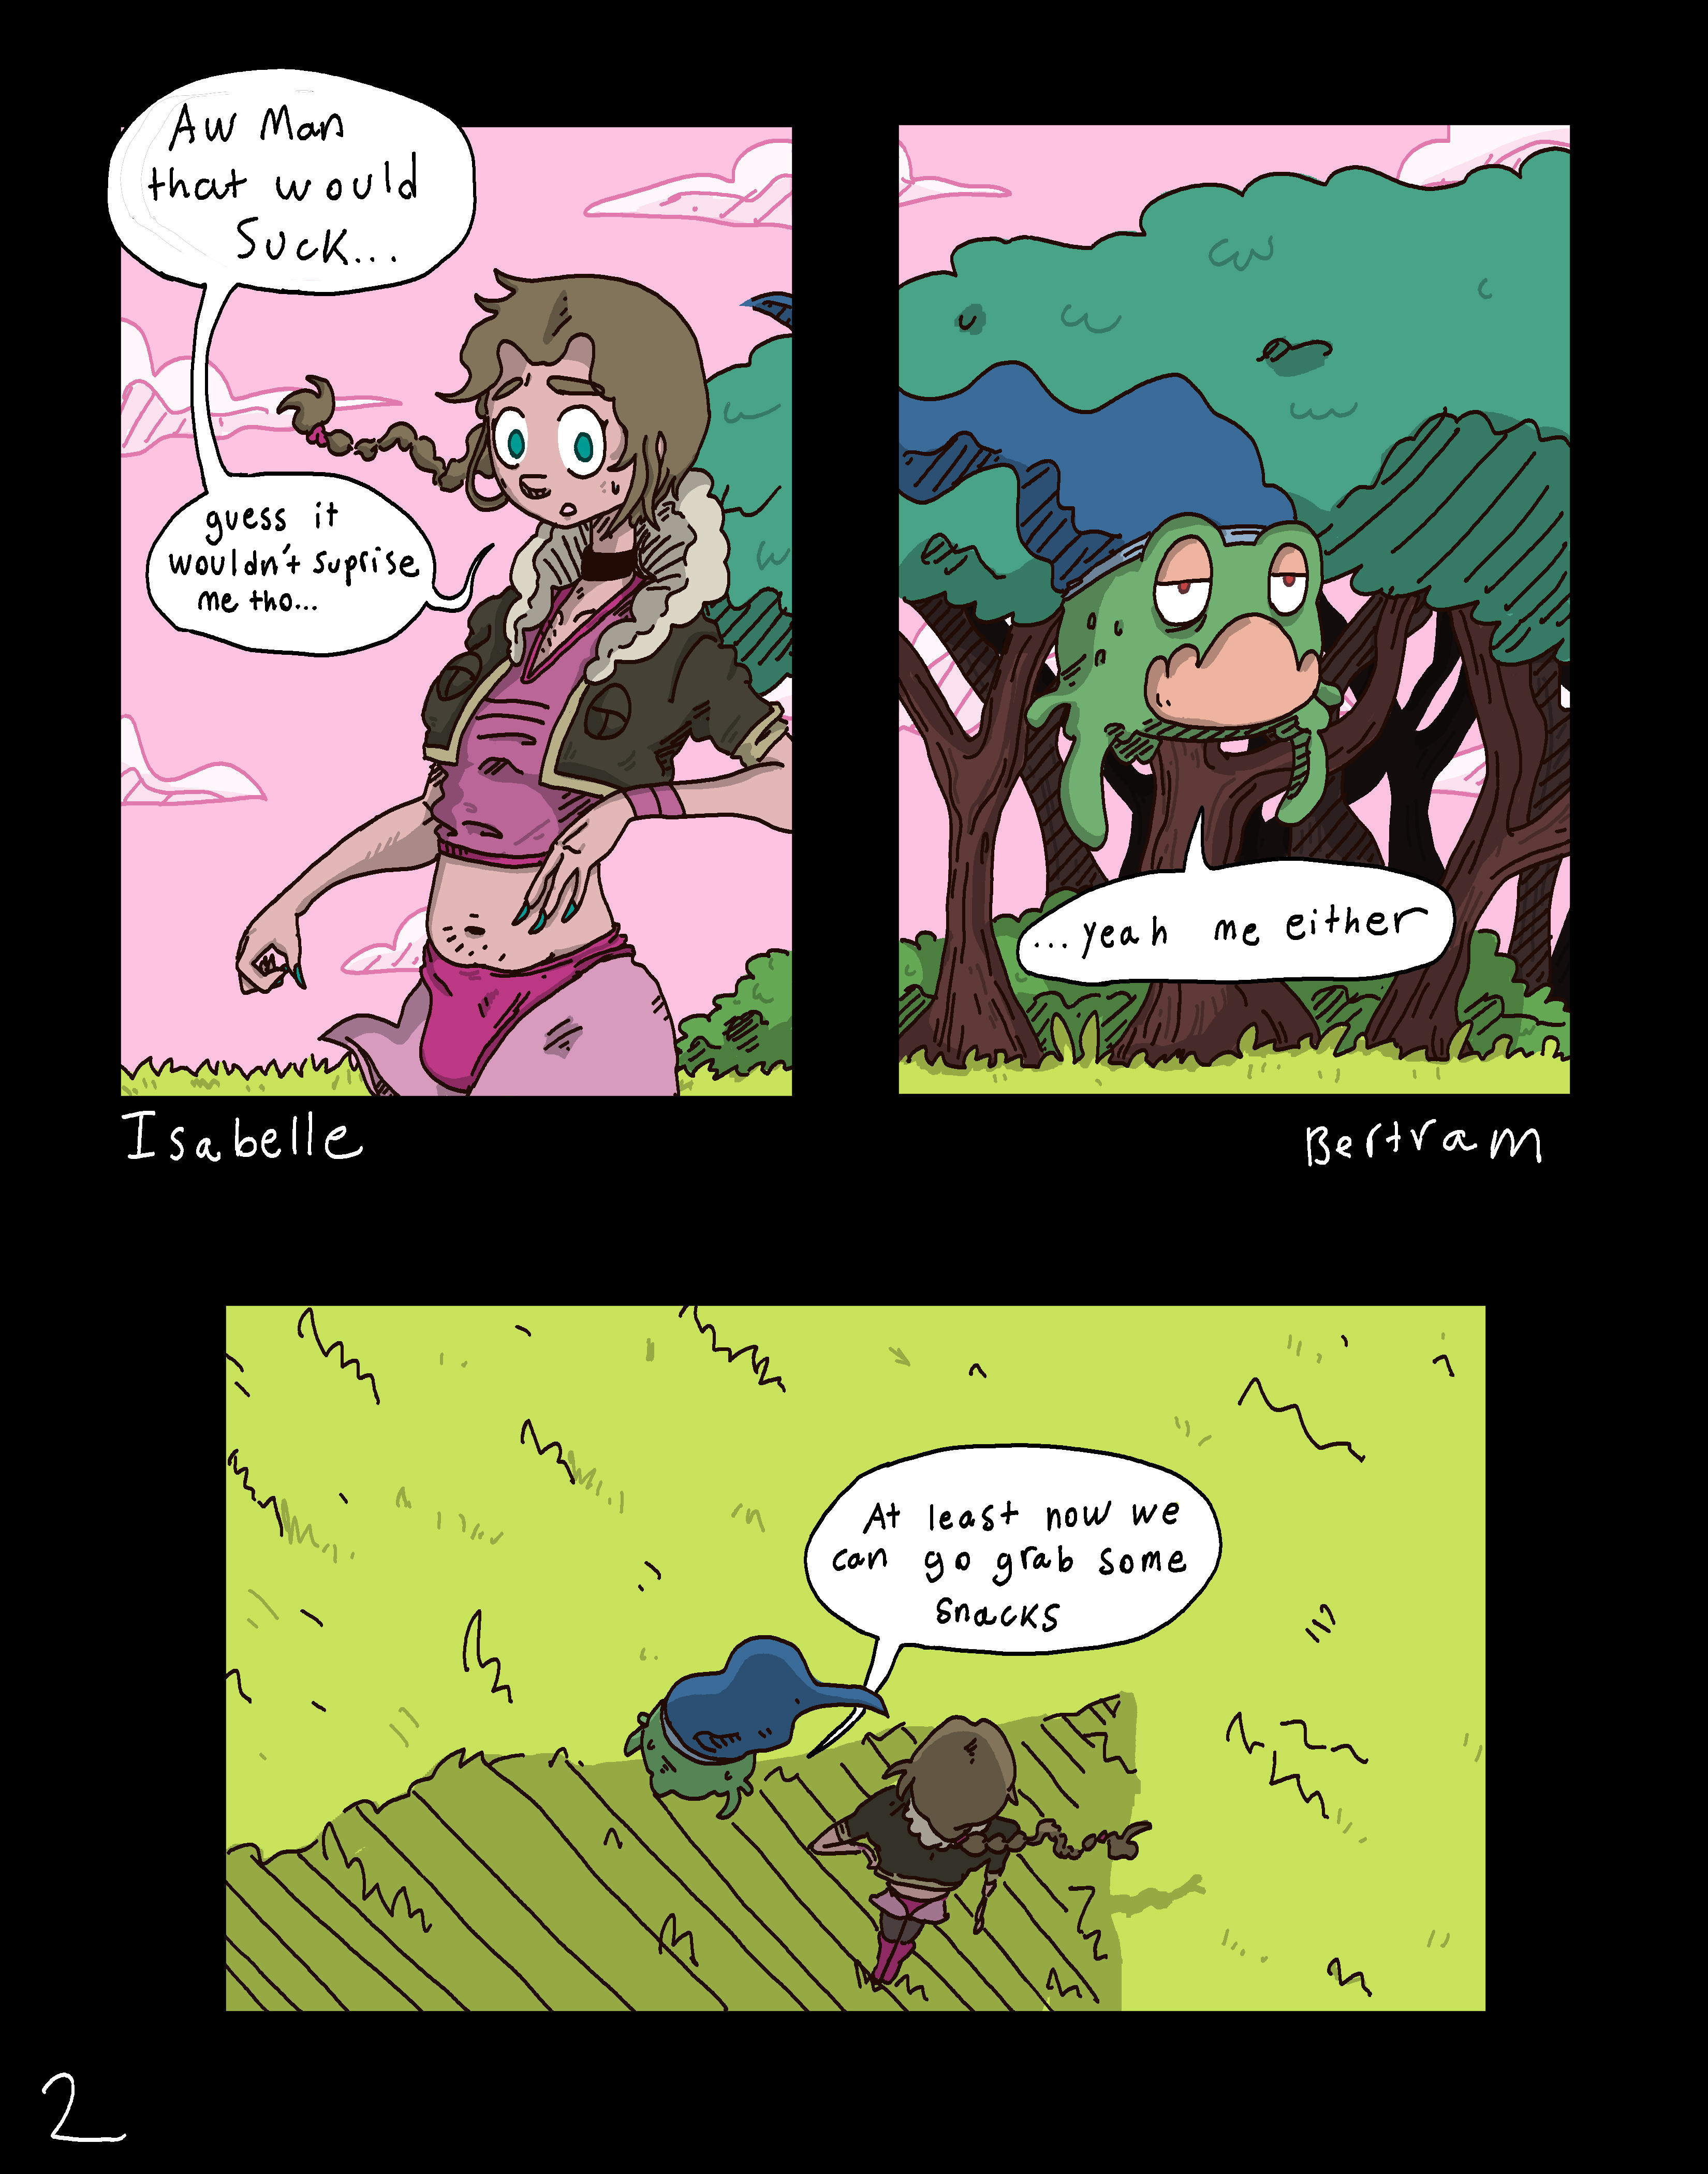 Aw Man
that would
Suck...
guess it
wouldn't suprise
me tho...
...yeah me either
Isabelle
Bertram
At least now we
can go grab some
snacks
2